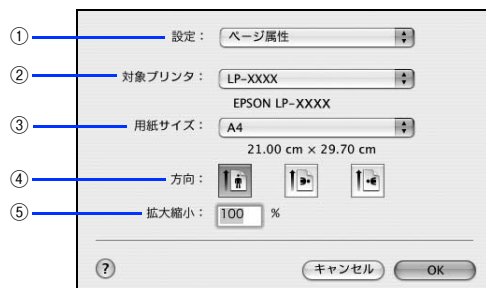 ① 設定： ページ属性
② 対象プリンタ： LP-XXXX
EPSON LP-XXXX
③ 用紙サイズ： A4
21.00 cm × 29.70 cm
④ 方向：
⑤ 拡大縮小： 100 %
? キャンセル OK